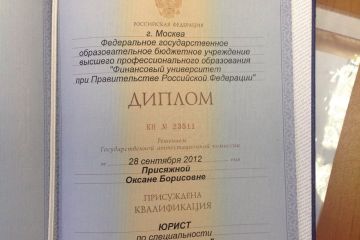 РОССИЙСКАЯ ФЕДЕРАЦИЯ
г. Москва
Федеральное государственное
образовательное бюджетное учреждение
высшего профессионального образования
"Финансовый университет
при Правительстве Российской Федерации"
ДИПЛОМ
КН № 23511
Решением
Государственной аттестационной комиссии
от 28 сентября 2012 года
Присяжной
Оксане Борисовне
ПРИСУЖДЕНА
КВАЛИФИКАЦИЯ
ЮРИСТ
по специальности